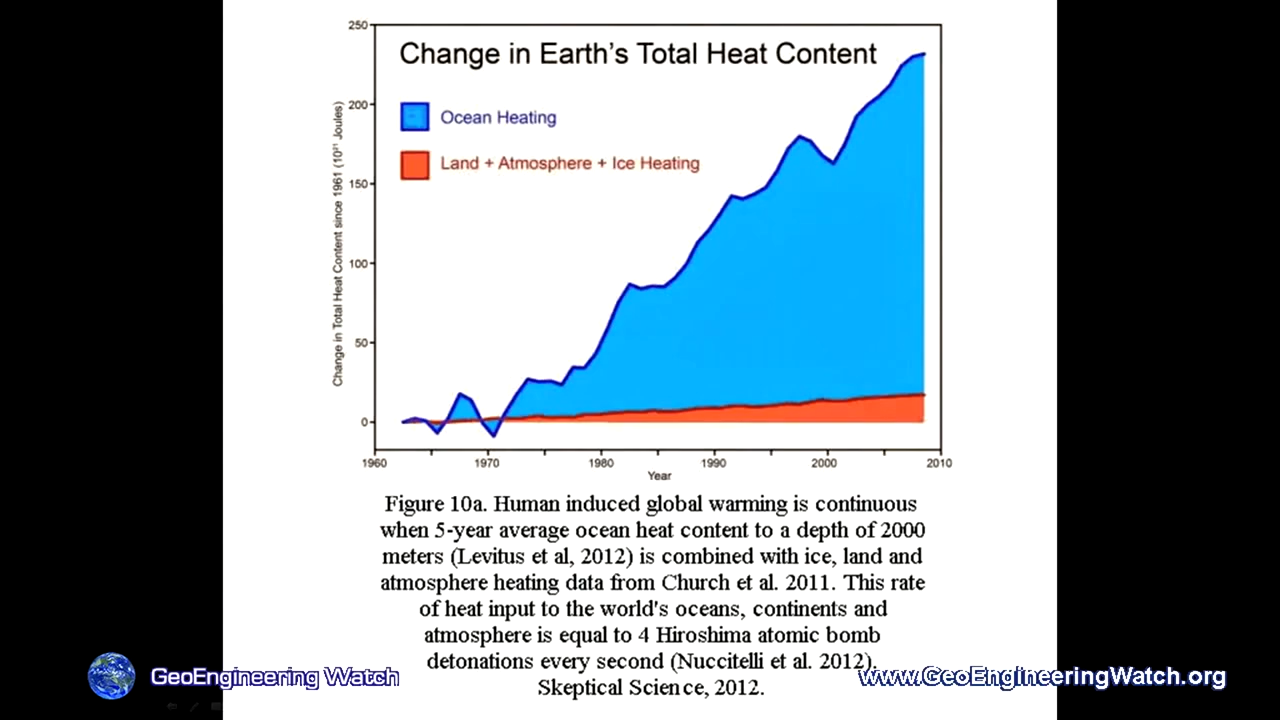 Change in Earth's Total Heat Content
Ocean Heating
Land + Atmosphere + Ice Heating
Change in Total Heat Content since 1961 (10²¹ Joules)
250
200
150
100
50
0
1960
1970
1980
1990
2000
2010
Year
Figure 10a. Human induced global warming is continuous
when 5-year average ocean heat content to a depth of 2000
meters (Levitus et al, 2012) is combined with ice, land and
atmosphere heating data from Church et al. 2011. This rate
of heat input to the world's oceans, continents and
atmosphere is equal to 4 Hiroshima atomic bomb
detonations every second (Nuccitelli et al. 2012).
Skeptical Science, 2012.
GeoEngineering Watch
www.GeoEngineeringWatch.org